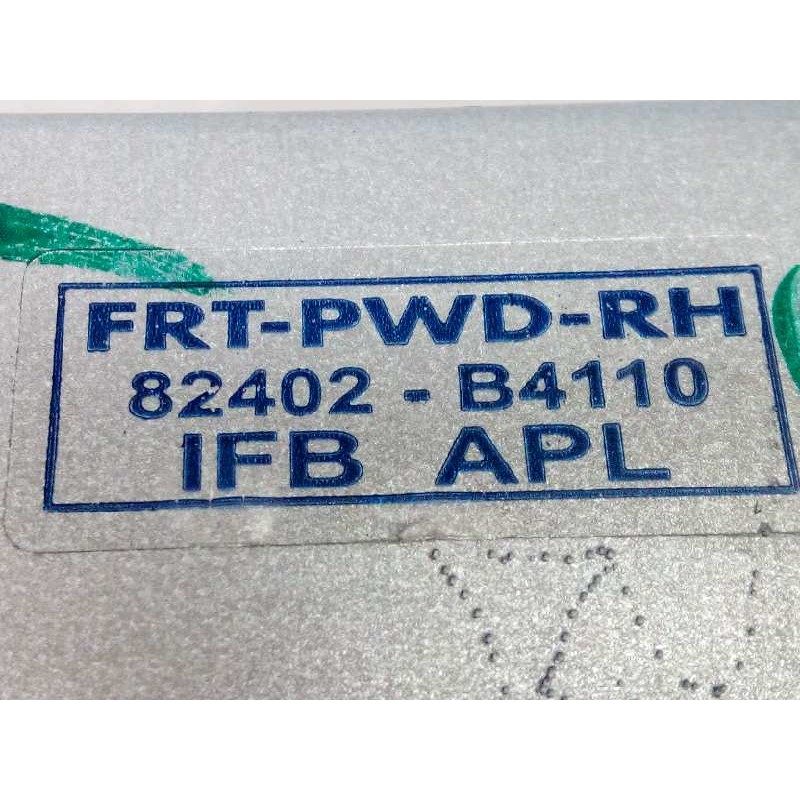 FRT-PWD-RH
82402 - B4110
IFB APL